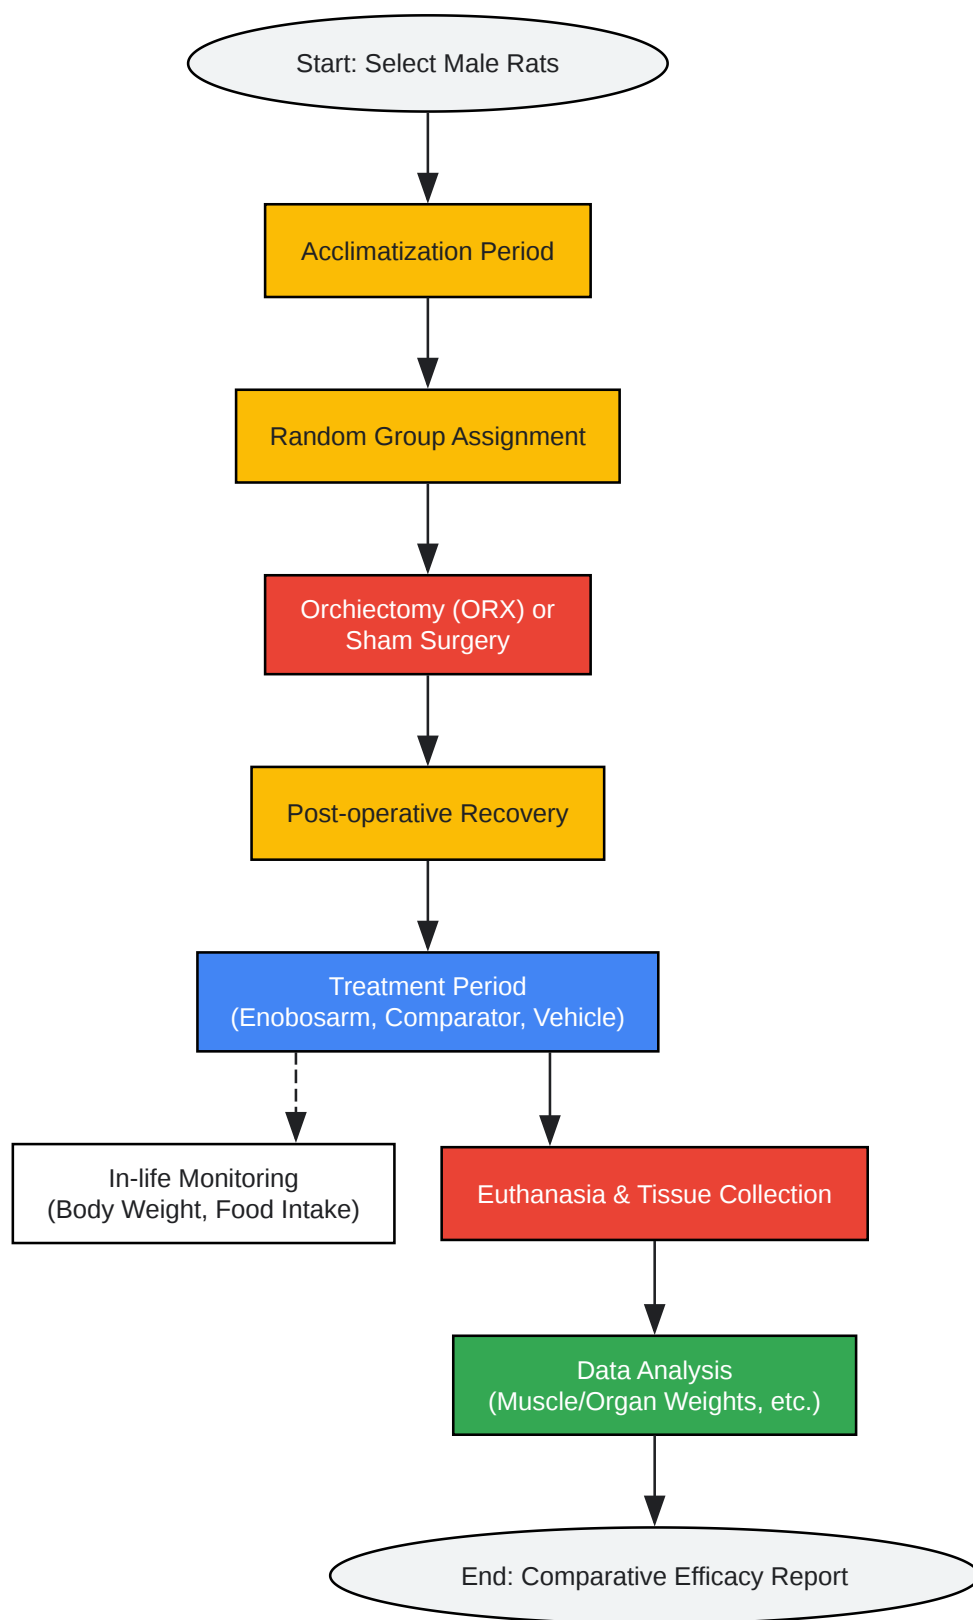 Start: Select Male Rats
Acclimatization Period
Random Group Assignment
Orchiectomy (ORX) or
Sham Surgery
Post-operative Recovery
Treatment Period
(Enobosarm, Comparator, Vehicle)
In-life Monitoring
(Body Weight, Food Intake)
Euthanasia & Tissue Collection
Data Analysis
(Muscle/Organ Weights, etc.)
End: Comparative Efficacy Report